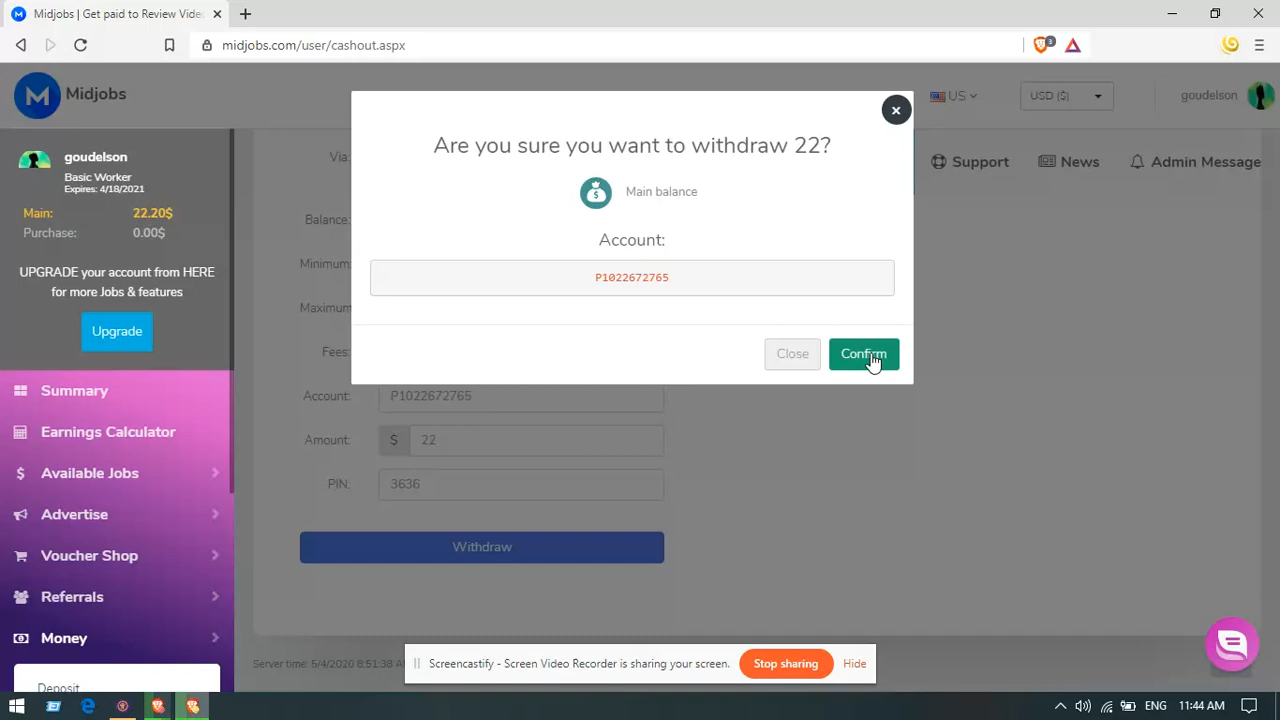 Midjobs | Get paid to Review Vide
midjobs.com/user/cashout.aspx
3
M Midjobs
US
USD ($)
goudelson
goudelson
Basic Worker
Expires: 4/18/2021
Main: 22.20$
Purchase: 0.00$
UPGRADE your account from HERE
for more Jobs & features
Upgrade
Summary
Earnings Calculator
$ Available Jobs
Advertise
Voucher Shop
Referrals
Money
Deposit
Support
News
Admin Message
Are you sure you want to withdraw 22?
Main balance
Account:
P1022672765
Close
Confirm
Via:
Balance:
Minimum
Maximum
Fees:
Account: P1022672765
Amount: $ 22
PIN: 3636
Withdraw
Server time: 5/4/2020 8:51:38 A
Screencastify - Screen Video Recorder is sharing your screen.
Stop sharing
Hide
ENG
11:44 AM